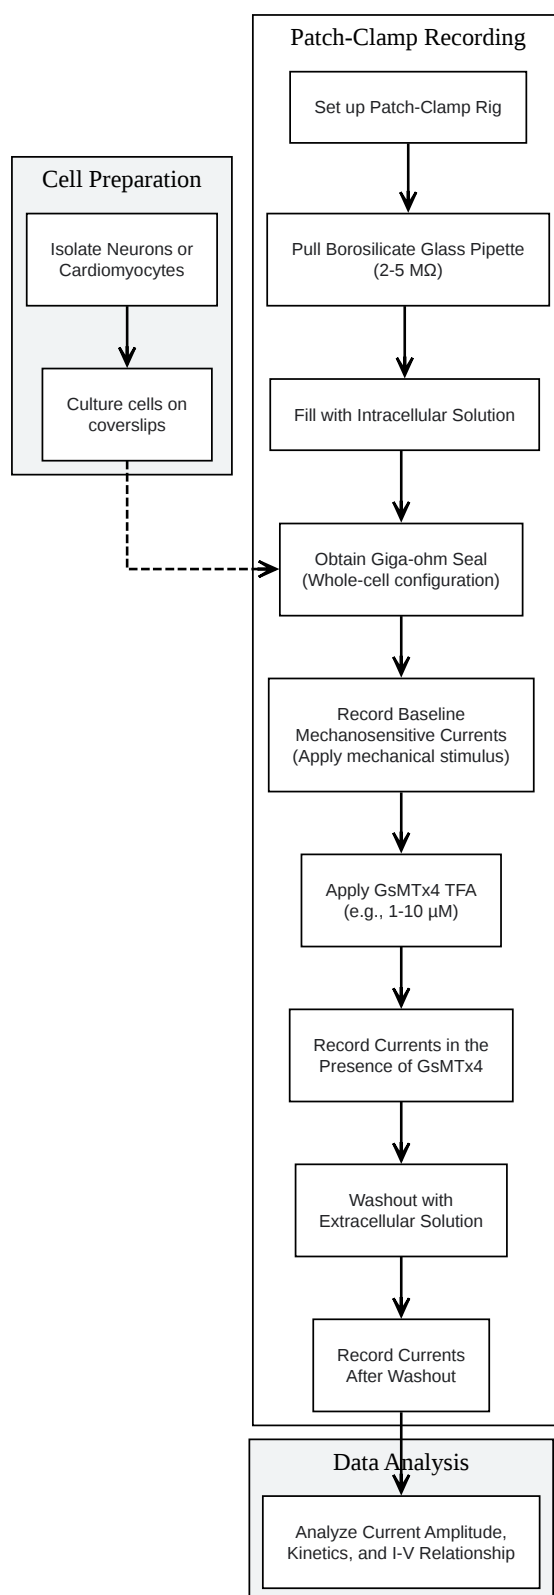 Patch-Clamp Recording
Set up Patch-Clamp Rig
Cell Preparation
Isolate Neurons or
Cardiomyocytes
Pull Borosilicate Glass Pipette
(2-5 MΩ)
Culture cells on
coverslips
Fill with Intracellular Solution
Obtain Giga-ohm Seal
(Whole-cell configuration)
Record Baseline
Mechanosensitive Currents
(Apply mechanical stimulus)
Apply GsMTx4 TFA
(e.g., 1-10 µM)
Record Currents in the
Presence of GsMTx4
Washout with
Extracellular Solution
Record Currents
After Washout
Data Analysis
Analyze Current Amplitude,
Kinetics, and I-V Relationship